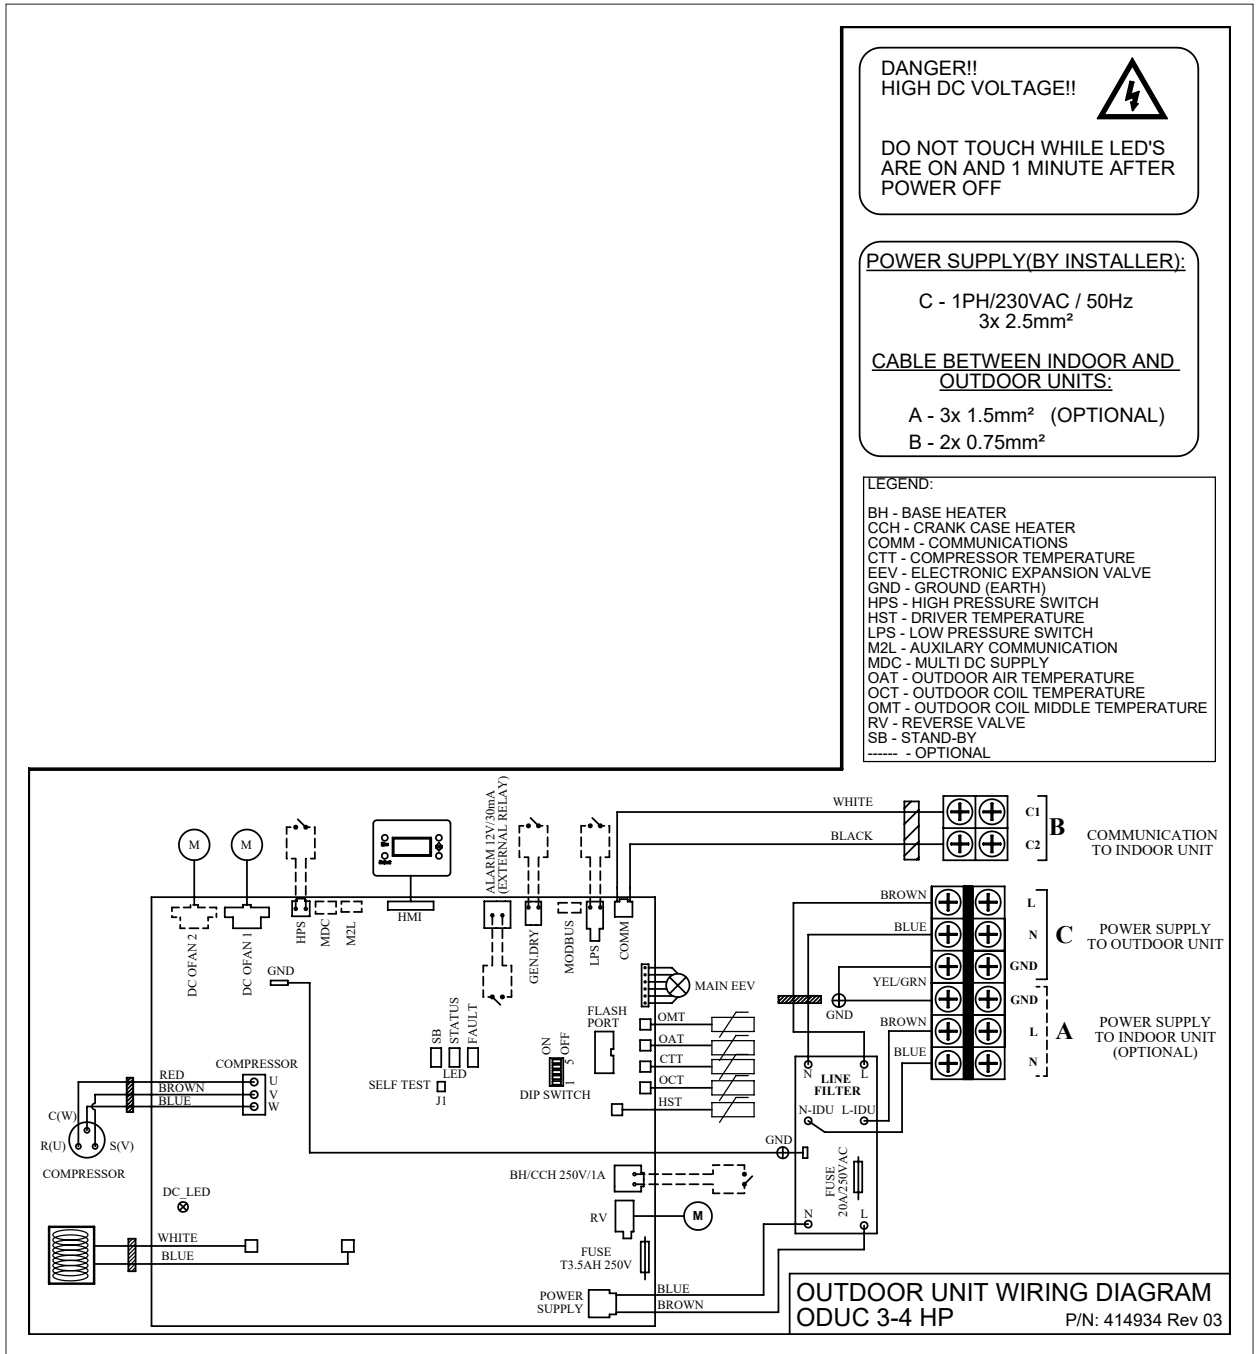 DANGER!!
HIGH DC VOLTAGE!!
DO NOT TOUCH WHILE LED'S
ARE ON AND 1 MINUTE AFTER
POWER OFF
POWER SUPPLY(BY INSTALLER):
C - 1PH/230VAC / 50Hz
3x 2.5mm²
CABLE BETWEEN INDOOR AND
OUTDOOR UNITS:
A - 3x 1.5mm² (OPTIONAL)
B - 2x 0.75mm²
LEGEND:
BH - BASE HEATER
CCH - CRANK CASE HEATER
COMM - COMMUNICATIONS
CTT - COMPRESSOR TEMPERATURE
EEV - ELECTRONIC EXPANSION VALVE
GND - GROUND (EARTH)
HPS - HIGH PRESSURE SWITCH
HST - DRIVER TEMPERATURE
LPS - LOW PRESSURE SWITCH
M2L - AUXILARY COMMUNICATION
MDC - MULTI DC SUPPLY
OAT - OUTDOOR AIR TEMPERATURE
OCT - OUTDOOR COIL TEMPERATURE
OMT - OUTDOOR COIL MIDDLE TEMPERATURE
RV - REVERSE VALVE
SB - STAND-BY
------ - OPTIONAL
M
M
DC OFAN 2
DC OFAN 1
HPS
MDC
M2L
HMI
ALARM 12V/30mA
(EXTERNAL RELAY)
GEN.DRY
MODBUS
LPS
COMM
WHITE
BLACK
C1
C2
B
COMMUNICATION
TO INDOOR UNIT
BROWN
BLUE
YEL/GRN
BROWN
BLUE
L
N
GND
GND
L
N
C
POWER SUPPLY
TO OUTDOOR UNIT
A
POWER SUPPLY
TO INDOOR UNIT
(OPTIONAL)
GND
GND
MAIN EEV
SB
STATUS
FAULT
LED
SELF TEST
J1
ON
OFF
1
5
DIP SWITCH
FLASH
PORT
OMT
OAT
CTT
OCT
HST
COMPRESSOR
RED
BROWN
BLUE
U
V
W
C(W)
R(U)
S(V)
COMPRESSOR
N
L
LINE
FILTER
N-IDU
L-IDU
GND
FUSE
20A/250VAC
N
L
DC_LED
WHITE
BLUE
BH/CCH 250V/1A
RV
M
FUSE
T3.5AH 250V
POWER
SUPPLY
BLUE
BROWN
OUTDOOR UNIT WIRING DIAGRAM
ODUC 3-4 HP
P/N: 414934 Rev 03